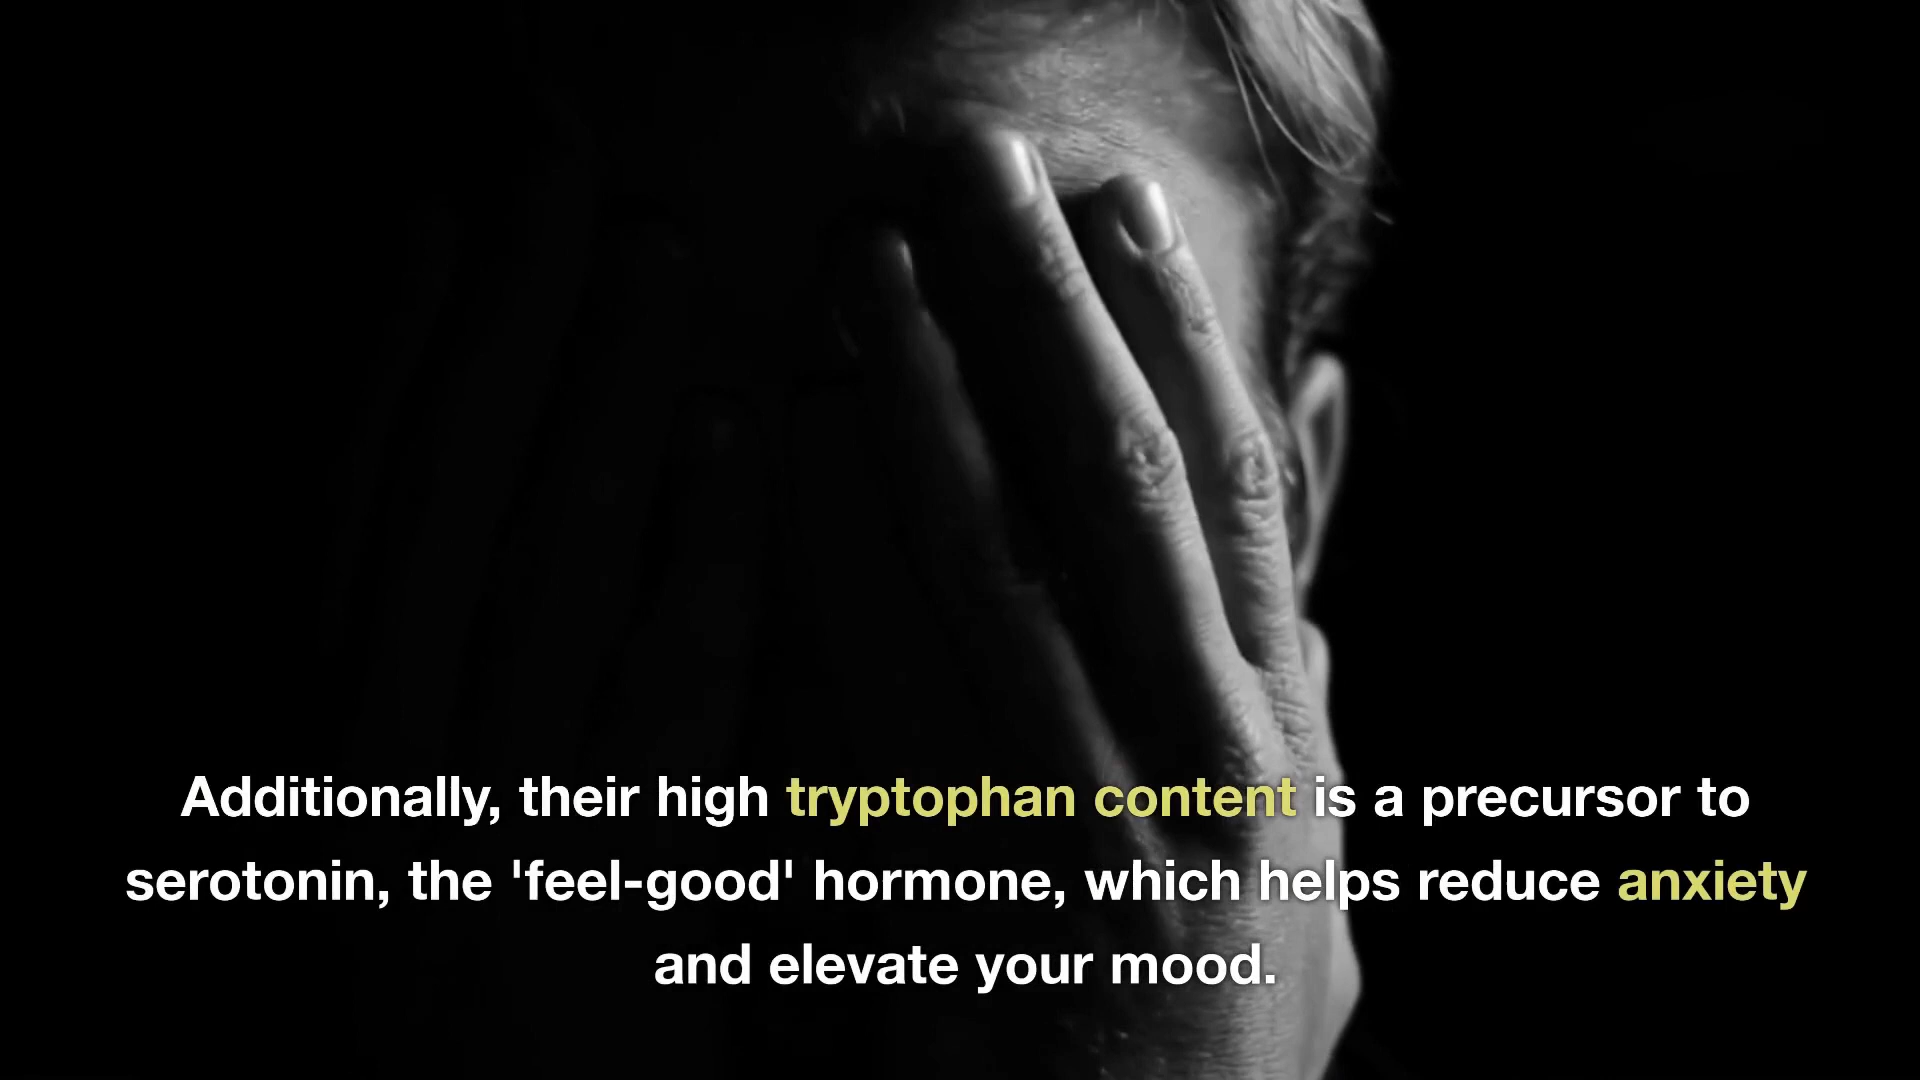 Additionally, their high tryptophan content is a precursor to
serotonin, the 'feel-good' hormone, which helps reduce anxiety
and elevate your mood.